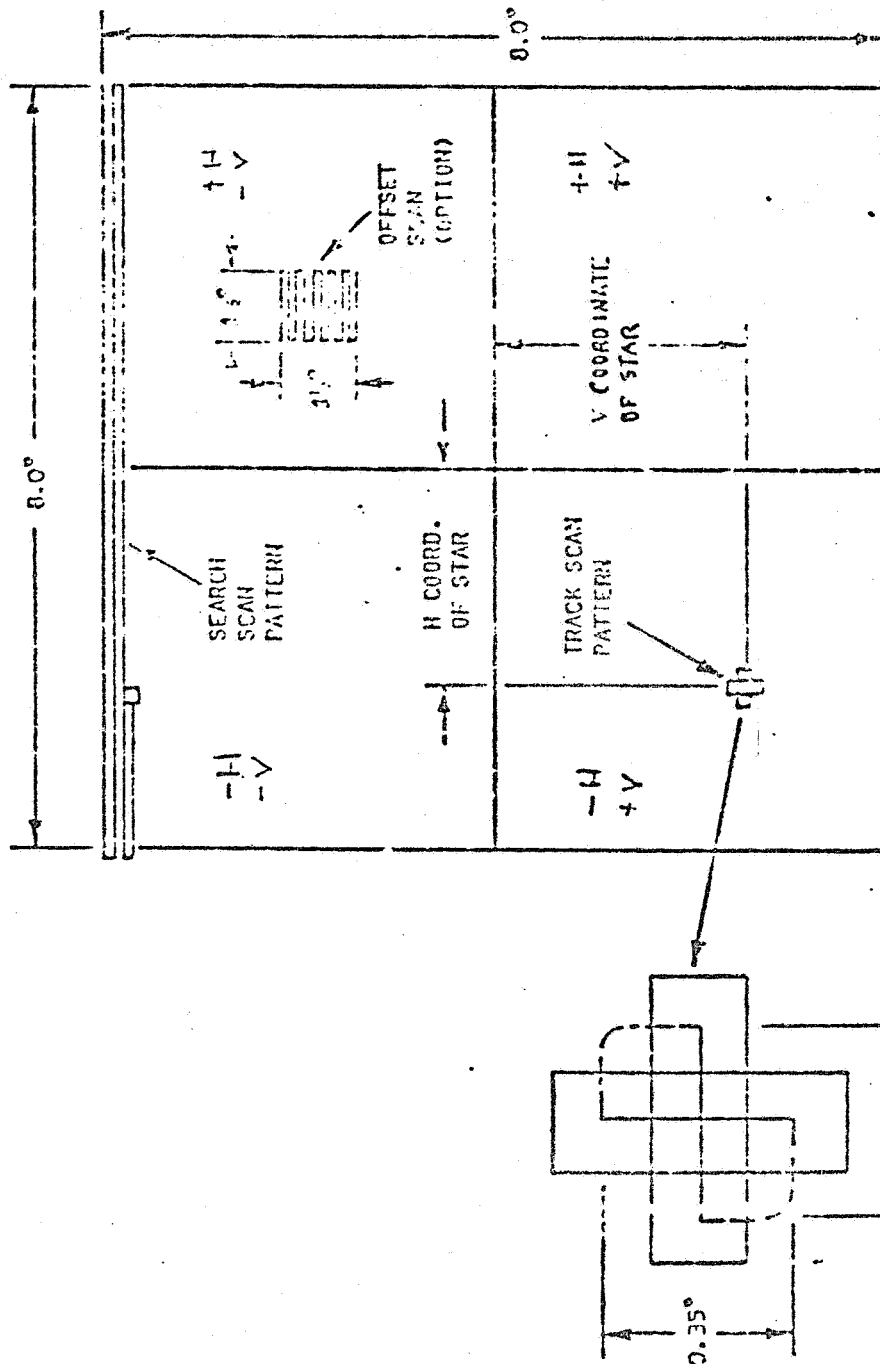 8.0°
8.0°
+H
-V
OFFSET
SCAN
(OPTION)
SEARCH
SCAN
PATTERN
-H
-V
H COORD.
OF STAR
V COORDINATE
OF STAR
+H
+V
TRACK SCAN
PATTERN
-H
+V
0.35°